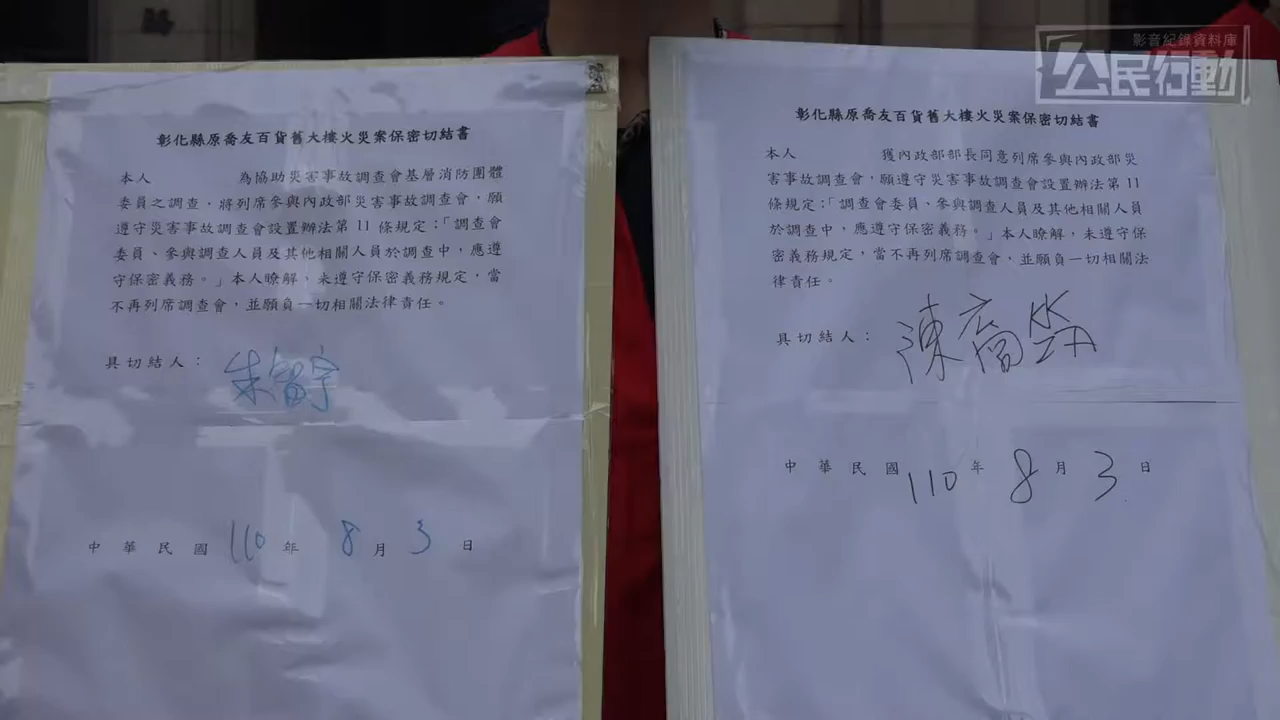 影音紀錄資料庫
公民行動
彰化縣原喬友百貨舊大樓火災案保密切結書
本人 為協助災害事故調查會基層消防團體
委員之調查，將列席參與內政部災害事故調查會，願
遵守災害事故調查會設置辦法第 11 條規定：「調查會
委員、參與調查人員及其他相關人員於調查中，應遵
守保密義務。」本人瞭解，未遵守保密義務規定，當
不再列席調查會，並願負一切相關法律責任。
具切結人：朱智宇
中華民國 110 年 8 月 3 日
彰化縣原喬友百貨舊大樓火災案保密切結書
本人 獲內政部部長同意列席參與內政部災
害事故調查會，願遵守災害事故調查會設置辦法第 11
條規定：「調查會委員、參與調查人員及其他相關人員
於調查中，應遵守保密義務。」本人瞭解，未遵守保
密義務規定，當不再列席調查會，並願負一切相關法
律責任。
具切結人：
中華民國 110 年 8 月 3 日